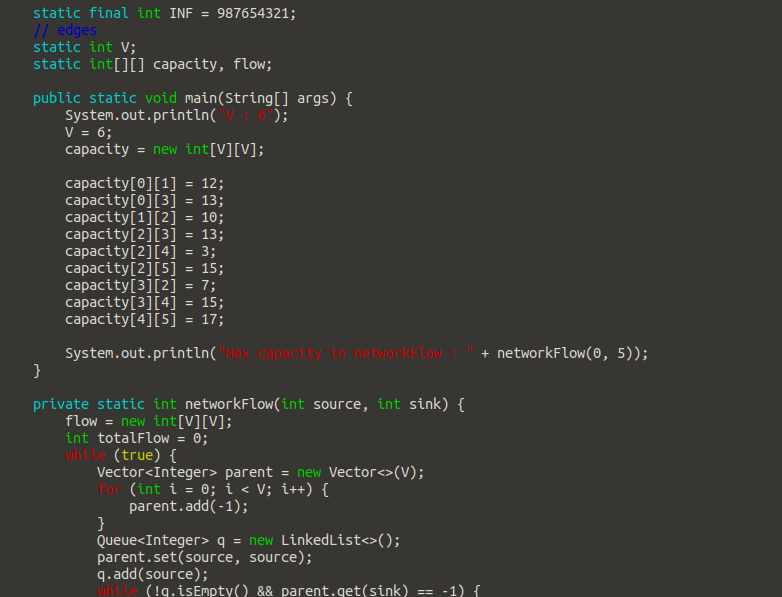 static final int INF = 987654321;
// edges
static int V;
static int[][] capacity, flow;
public static void main(String[] args) {
System.out.println("V : 6");
V = 6;
capacity = new int[V][V];
capacity[0][1] = 12;
capacity[0][3] = 13;
capacity[1][2] = 10;
capacity[2][3] = 13;
capacity[2][4] = 3;
capacity[2][5] = 15;
capacity[3][2] = 7;
capacity[3][4] = 15;
capacity[4][5] = 17;
System.out.println("Max capacity in networkFlow : " + networkFlow(0, 5));
}
private static int networkFlow(int source, int sink) {
flow = new int[V][V];
int totalFlow = 0;
while (true) {
Vector<Integer> parent = new Vector<>(V);
for (int i = 0; i < V; i++) {
parent.add(-1);
}
Queue<Integer> q = new LinkedList<>();
parent.set(source, source);
q.add(source);
while (!q.isEmpty() && parent.get(sink) == -1) {